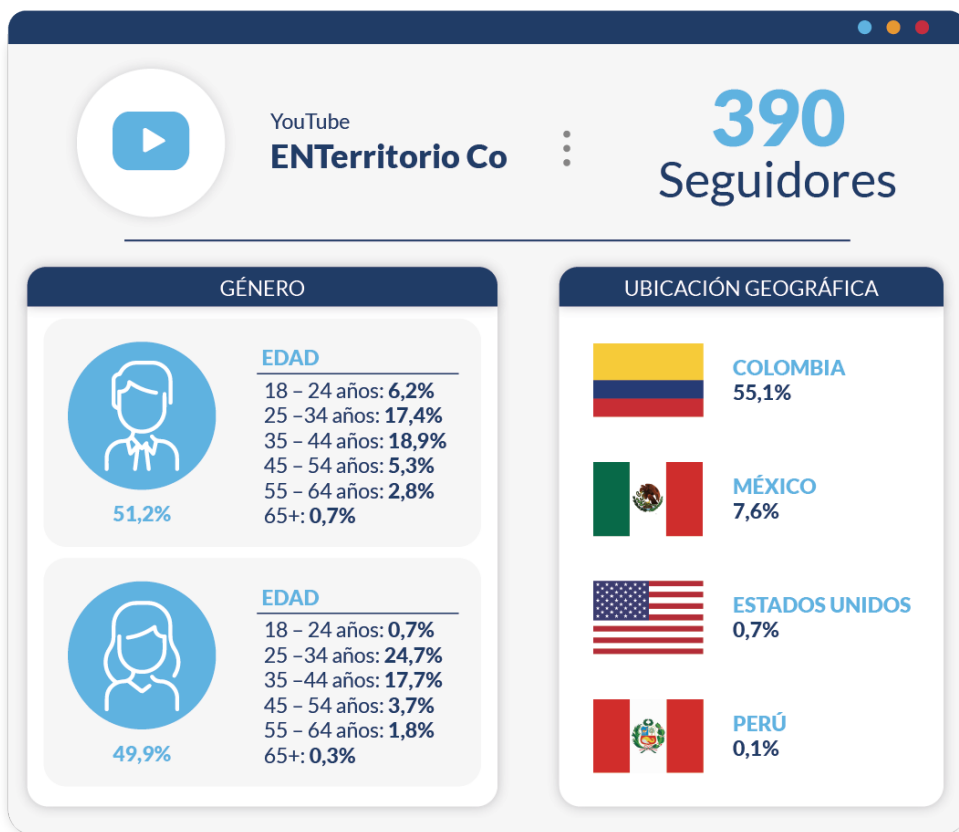 YouTube
ENTerritorio Co
390
Seguidores
GÉNERO
EDAD
18 – 24 años: 6,2%
25 –34 años: 17,4%
35 – 44 años: 18,9%
45 – 54 años: 5,3%
55 – 64 años: 2,8%
65+: 0,7%
51,2%
EDAD
18 – 24 años: 0,7%
25 –34 años: 24,7%
35 –44 años: 17,7%
45 – 54 años: 3,7%
55 – 64 años: 1,8%
65+: 0,3%
49,9%
UBICACIÓN GEOGRÁFICA
COLOMBIA
55,1%
MÉXICO
7,6%
ESTADOS UNIDOS
0,7%
PERÚ
0,1%